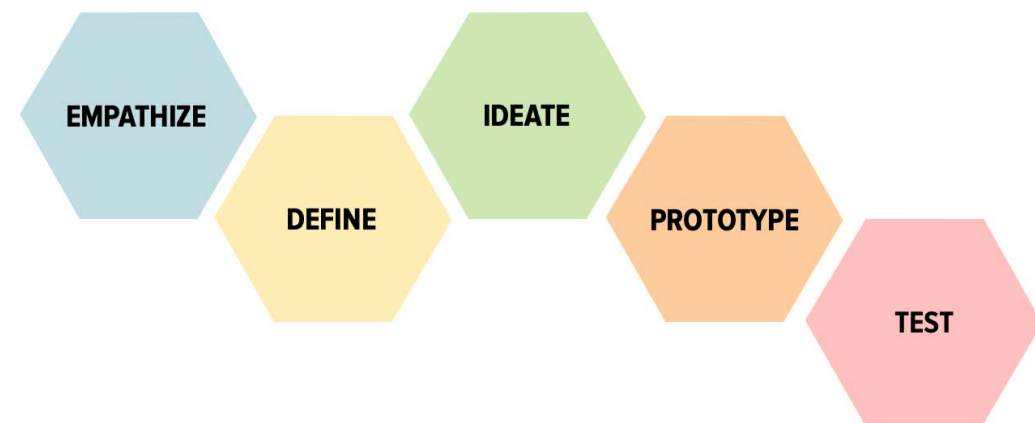 EMPATHIZE
DEFINE
IDEATE
PROTOTYPE
TEST